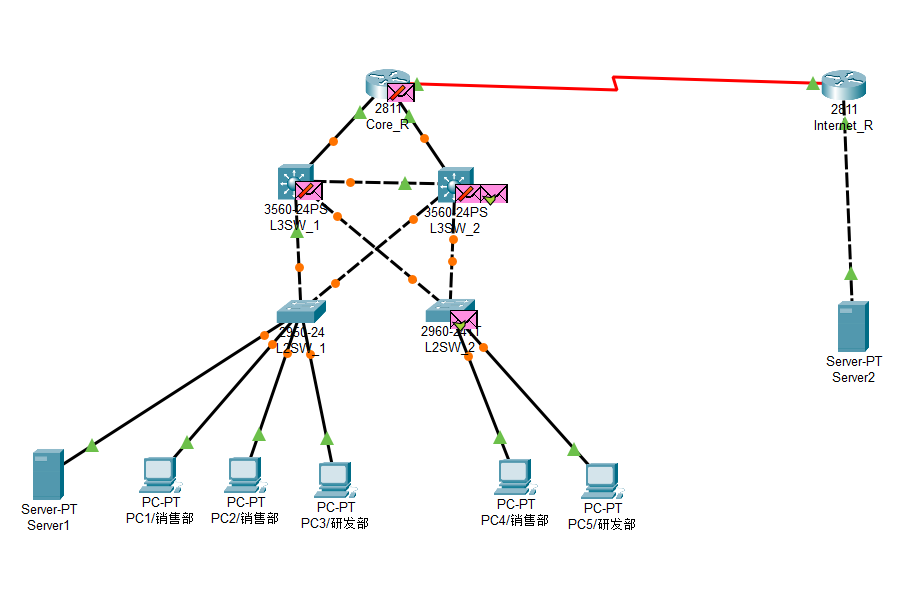 2811
Core_R
2811
Internet_R
3560-24PS
L3SW_1
3560-24PS
L3SW_2
2960-24
L2SW_1
L2SW_2
Server-PT
Server2
Server-PT
Server1
PC-PT
PC1/销售部
PC-PT
PC2/销售部
PC-PT
PC3/研发部
PC-PT
PC4/销售部
PC-PT
PC5/研发部